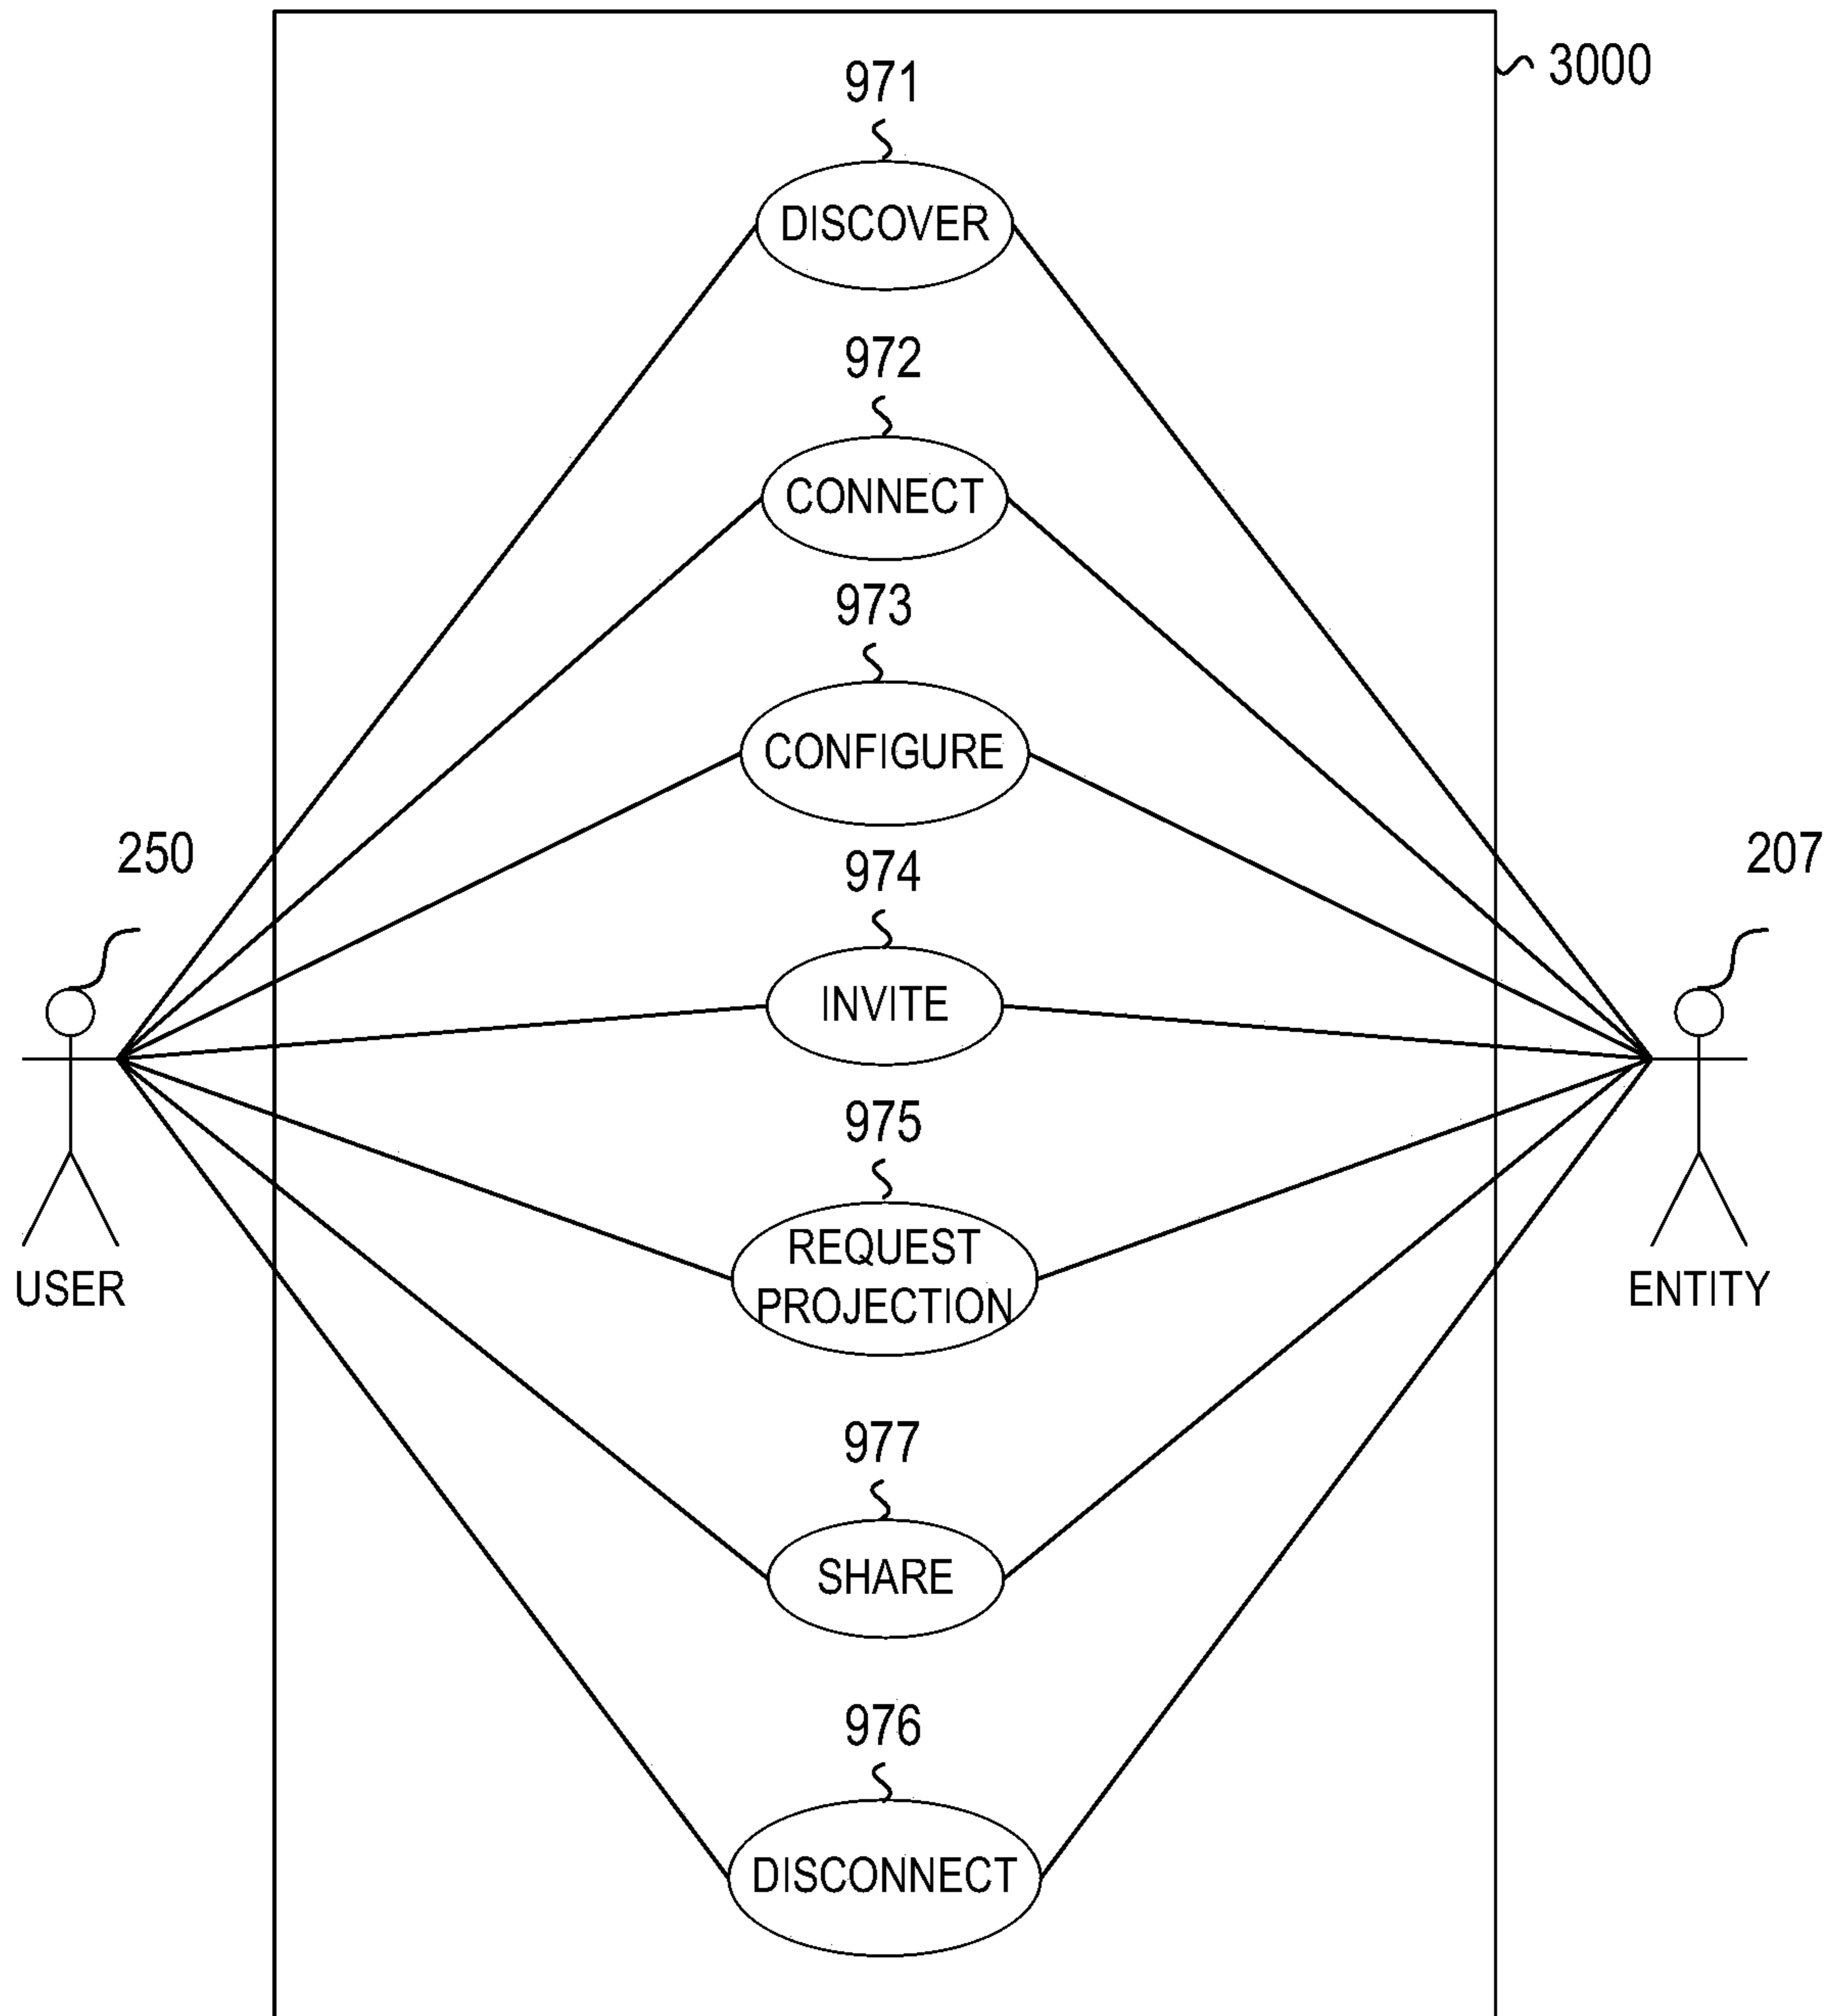 3000
971
DISCOVER
972
CONNECT
973
CONFIGURE
250
974
207
INVITE
975
REQUEST
PROJECTION
USER
ENTITY
977
SHARE
976
DISCONNECT